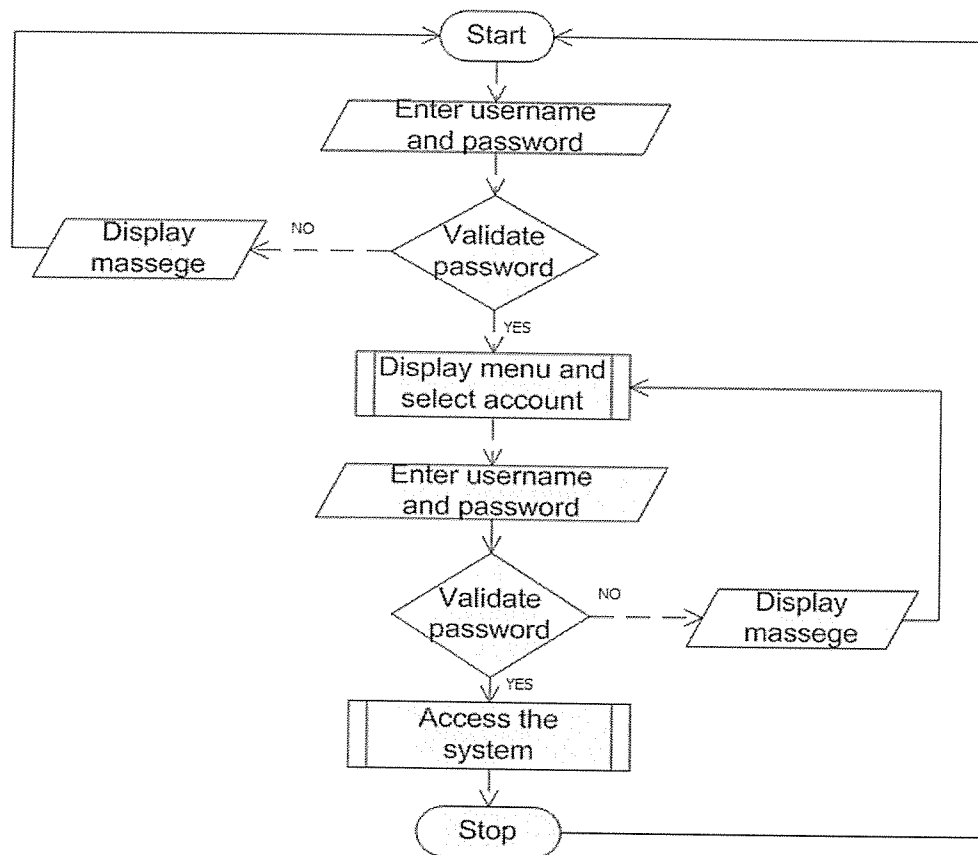 Start
Enter username
and password
Validate
password
NO
Display
massege
YES
Display menu and
select account
Enter username
and password
Validate
password
NO
Display
massege
YES
Access the
system
Stop